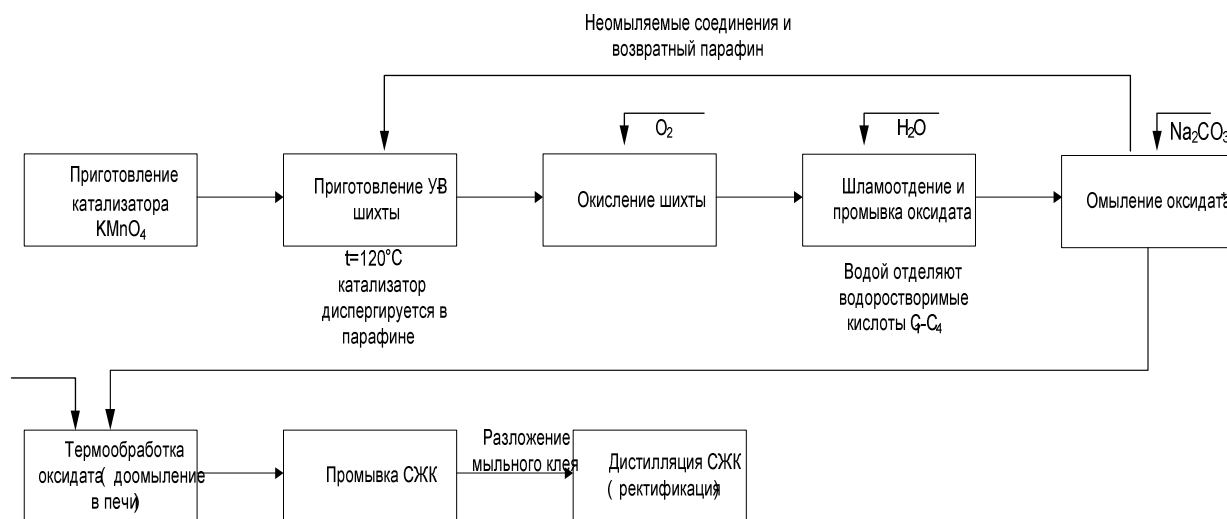 Неомыляемые соединения и
возвратный парафин
O2
H2O
Na2CO3
Приготовление
катализатора
KMnO4
Приготовление УВ-
шихты
Окисление шихты
Шламоотдение и
промывка оксидата
Омыление оксидата*
t=120°C
катализатор
диспергируется в
парафине
Водой отделяют
водоростворимые
кислоты C1-C4
Термообработка
оксидата( доомыление
в печи)
Промывка СЖК
Разложение
мыльного клея
Дистилляция СЖК
( ректификация)